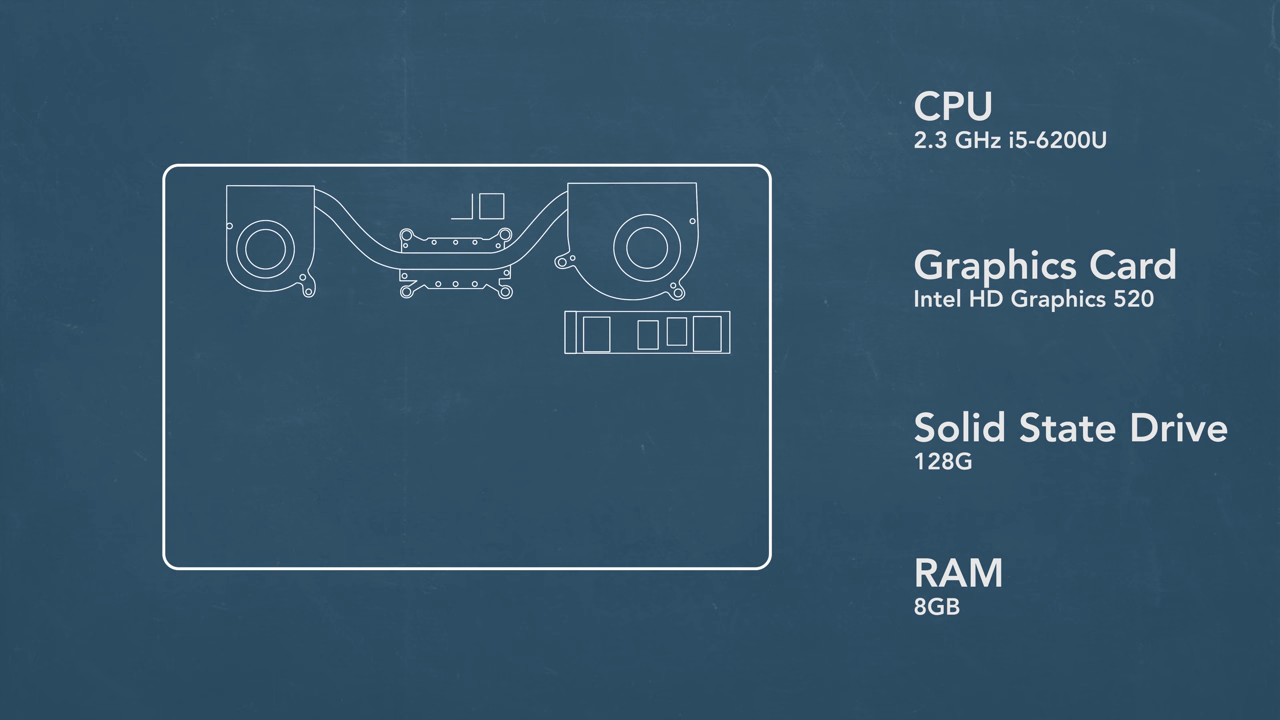 CPU
2.3 GHz i5-6200U
Graphics Card
Intel HD Graphics 520
Solid State Drive
128G
RAM
8GB